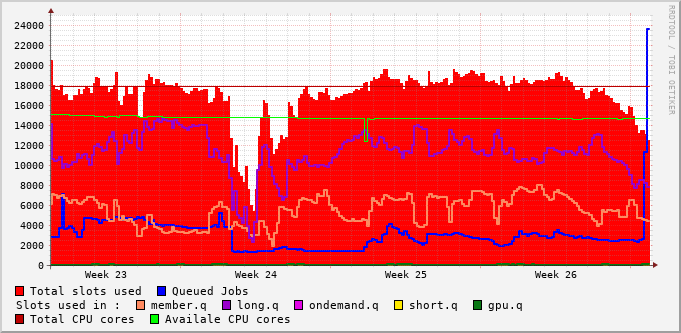 RRDTOOL / TOBI OETIKER
24000
22000
20000
18000
16000
14000
12000
10000
8000
6000
4000
2000
0
Week 23 Week 24 Week 25 Week 26
Total slots used Queued Jobs
Slots used in : member.q long.q ondemand.q short.q gpu.q
Total CPU cores Availale CPU cores